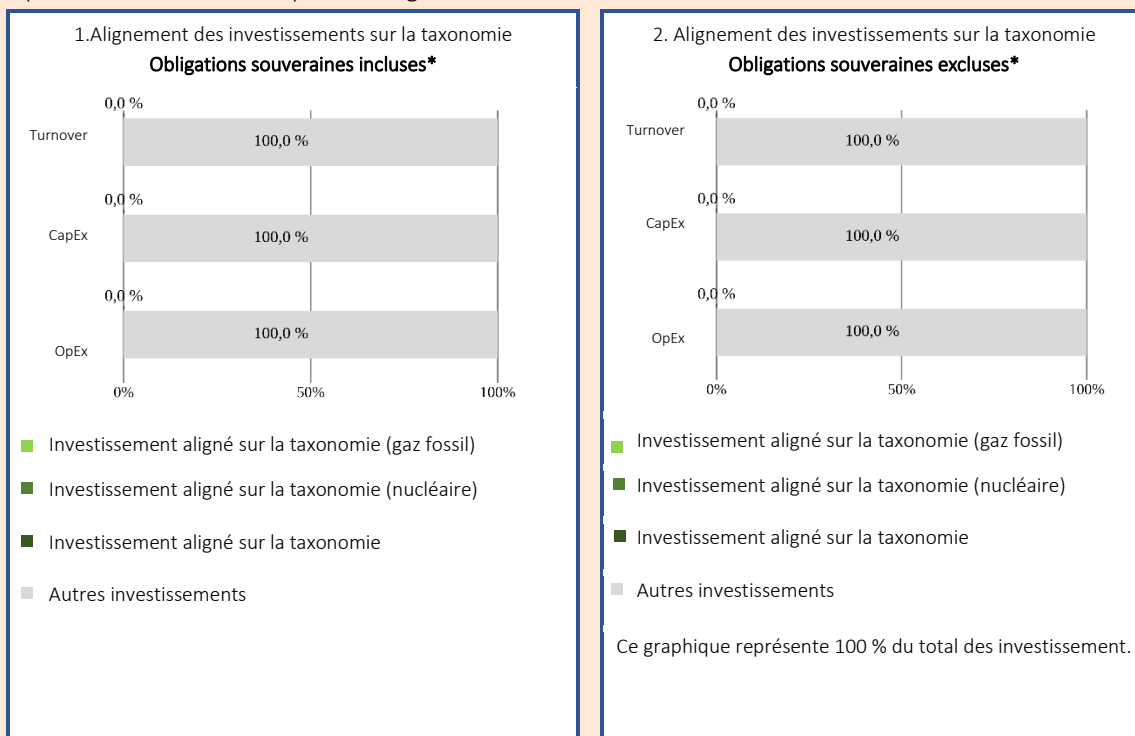 1.Alignement des investissements sur la taxonomie
Obligations souveraines incluses*
0,0 %
Turnover
100,0 %
0,0 %
CapEx
100,0 %
0,0 %
OpEx
100,0 %
0%
50%
100%
Investissement aligné sur la taxonomie (gaz fossil)
Investissement aligné sur la taxonomie (nucléaire)
Investissement aligné sur la taxonomie
Autres investissements
2. Alignement des investissements sur la taxonomie
Obligations souveraines excluses*
0,0 %
Turnover
100,0 %
0,0 %
CapEx
100,0 %
0,0 %
OpEx
100,0 %
0%
50%
100%
Investissement aligné sur la taxonomie (gaz fossil)
Investissement aligné sur la taxonomie (nucléaire)
Investissement aligné sur la taxonomie
Autres investissements
Ce graphique représente 100 % du total des investissement.